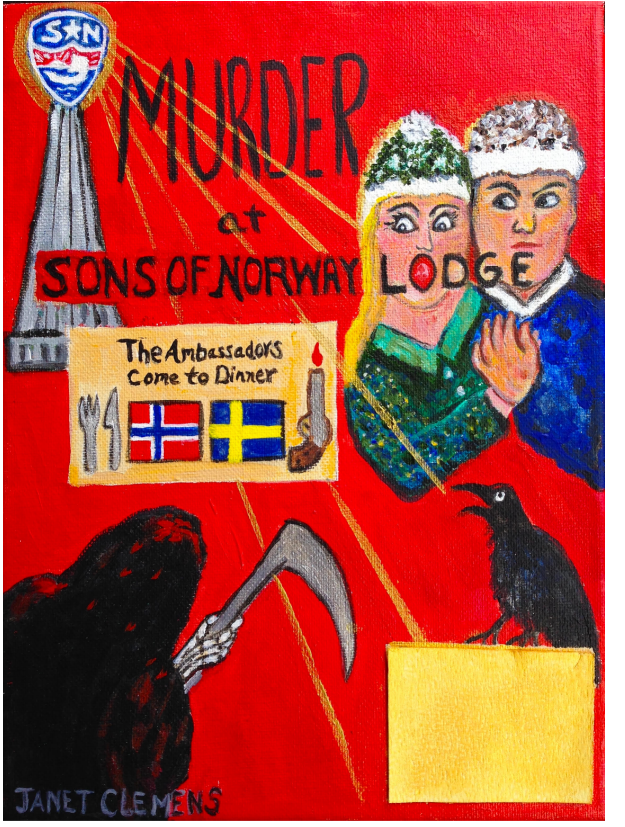 S★N
MURDER
at
SONS OF NORWAY LODGE
The Ambassadors
Come to Dinner
JANET CLEMENS